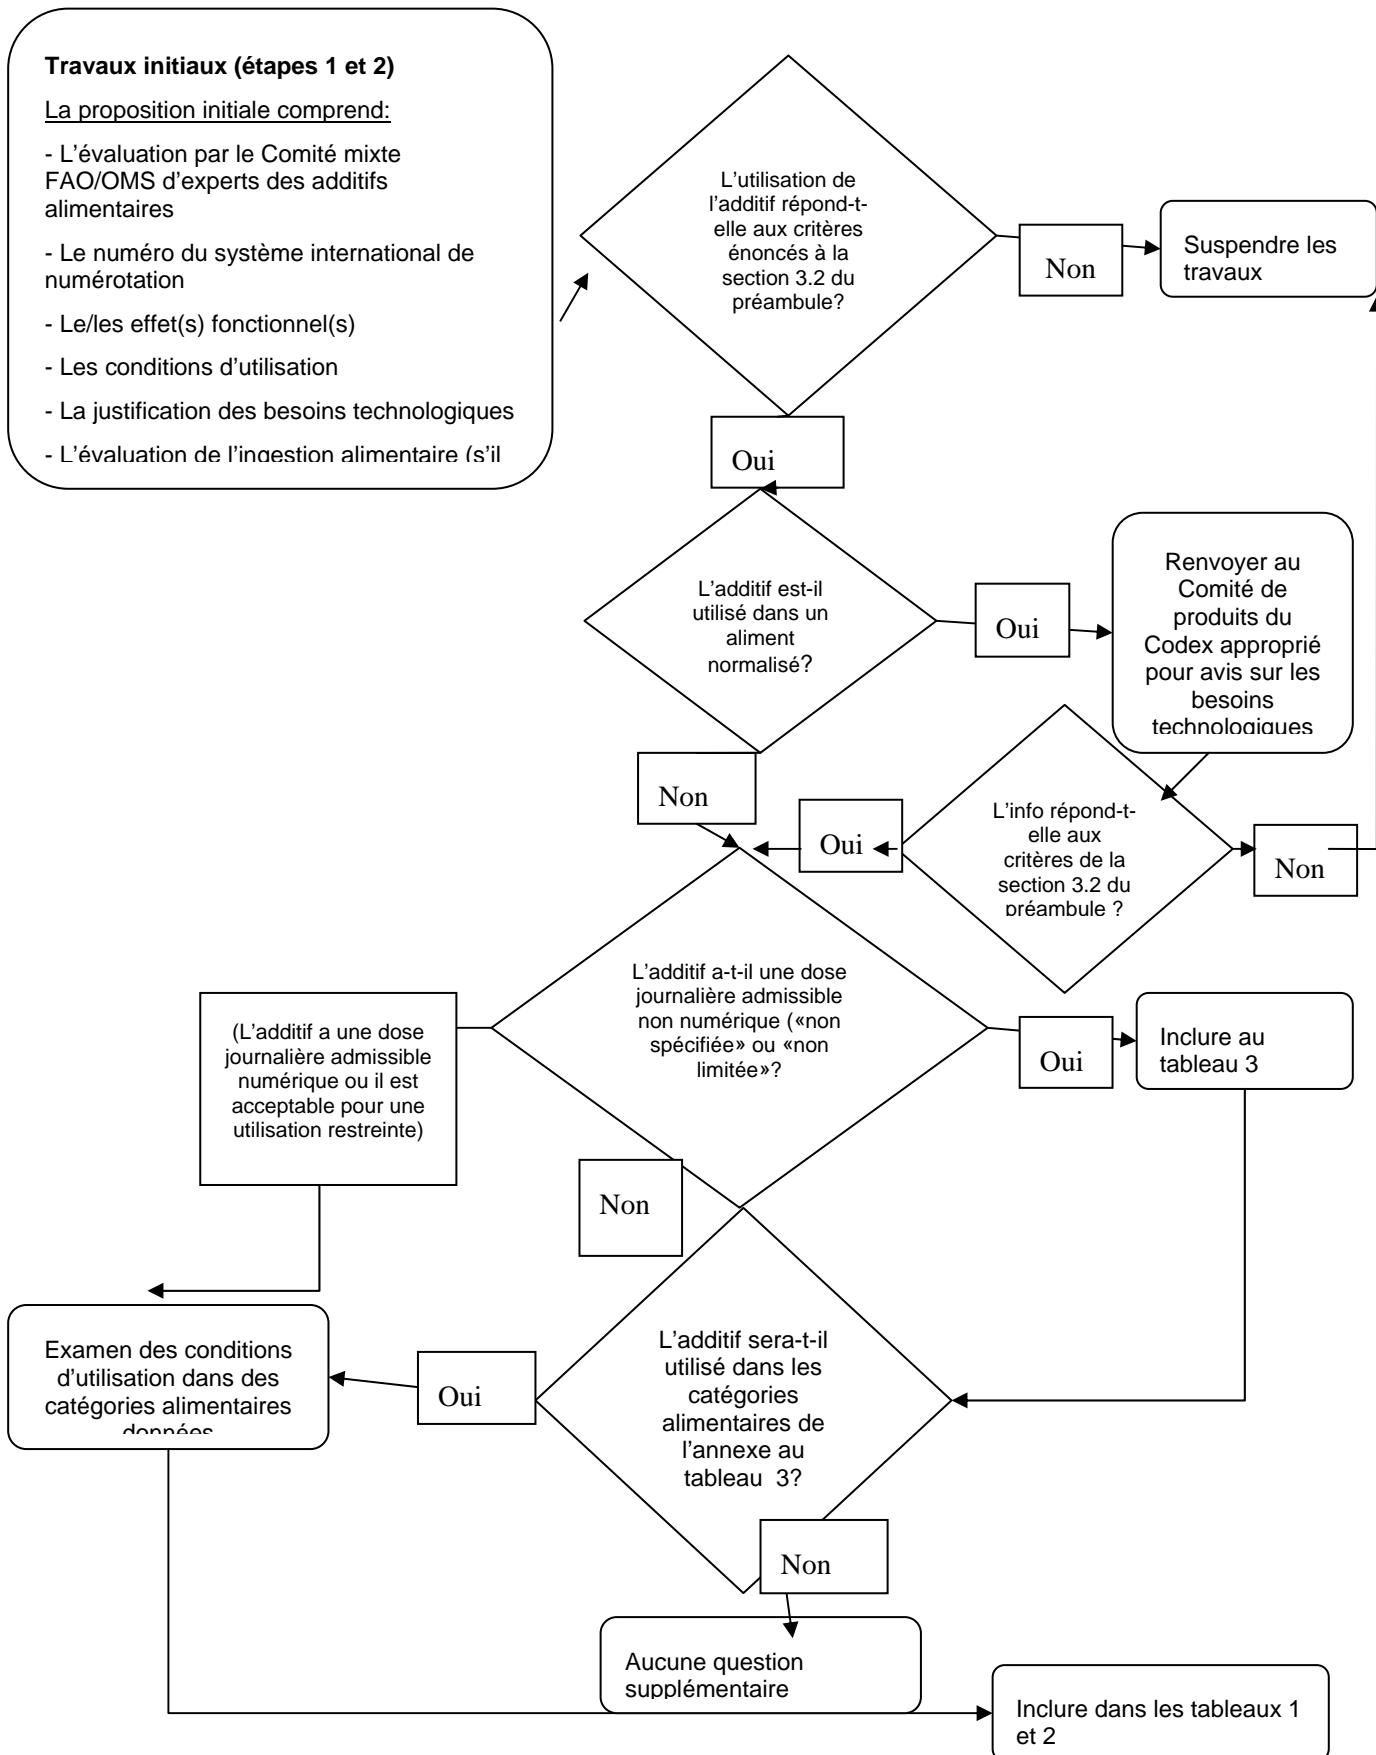 Travaux initiaux (étapes 1 et 2)
La proposition initiale comprend:
- L'évaluation par le Comité mixte
FAO/OMS d'experts des additifs
alimentaires
- Le numéro du système international de
numérotation
- Le/les effet(s) fonctionnel(s)
- Les conditions d'utilisation
- La justification des besoins technologiques
- L'évaluation de l'ingestion alimentaire (s'il
L'utilisation de
l'additif répond-t-
elle aux critères
énoncés à la
section 3.2 du
préambule?
Non
Suspendre les
travaux
Oui
L'additif est-il
utilisé dans un
aliment
normalisé?
Oui
Renvoyer au
Comité de
produits du
Codex approprié
pour avis sur les
besoins
technologiques
Non
L'info répond-t-
elle aux
critères de la
section 3.2 du
préambule ?
Oui
Non
L'additif a-t-il une dose
journalière admissible
non numérique («non
spécifiée» ou «non
limitée»?
(L'additif a une dose
journalière admissible
numérique ou il est
acceptable pour une
utilisation restreinte)
Oui
Inclure au
tableau 3
Non
L'additif sera-t-il
utilisé dans les
catégories
alimentaires de
l'annexe au
tableau  3?
Oui
Examen des conditions
d'utilisation dans des
catégories alimentaires
données
Non
Aucune question
supplémentaire
Inclure dans les tableaux 1
et 2